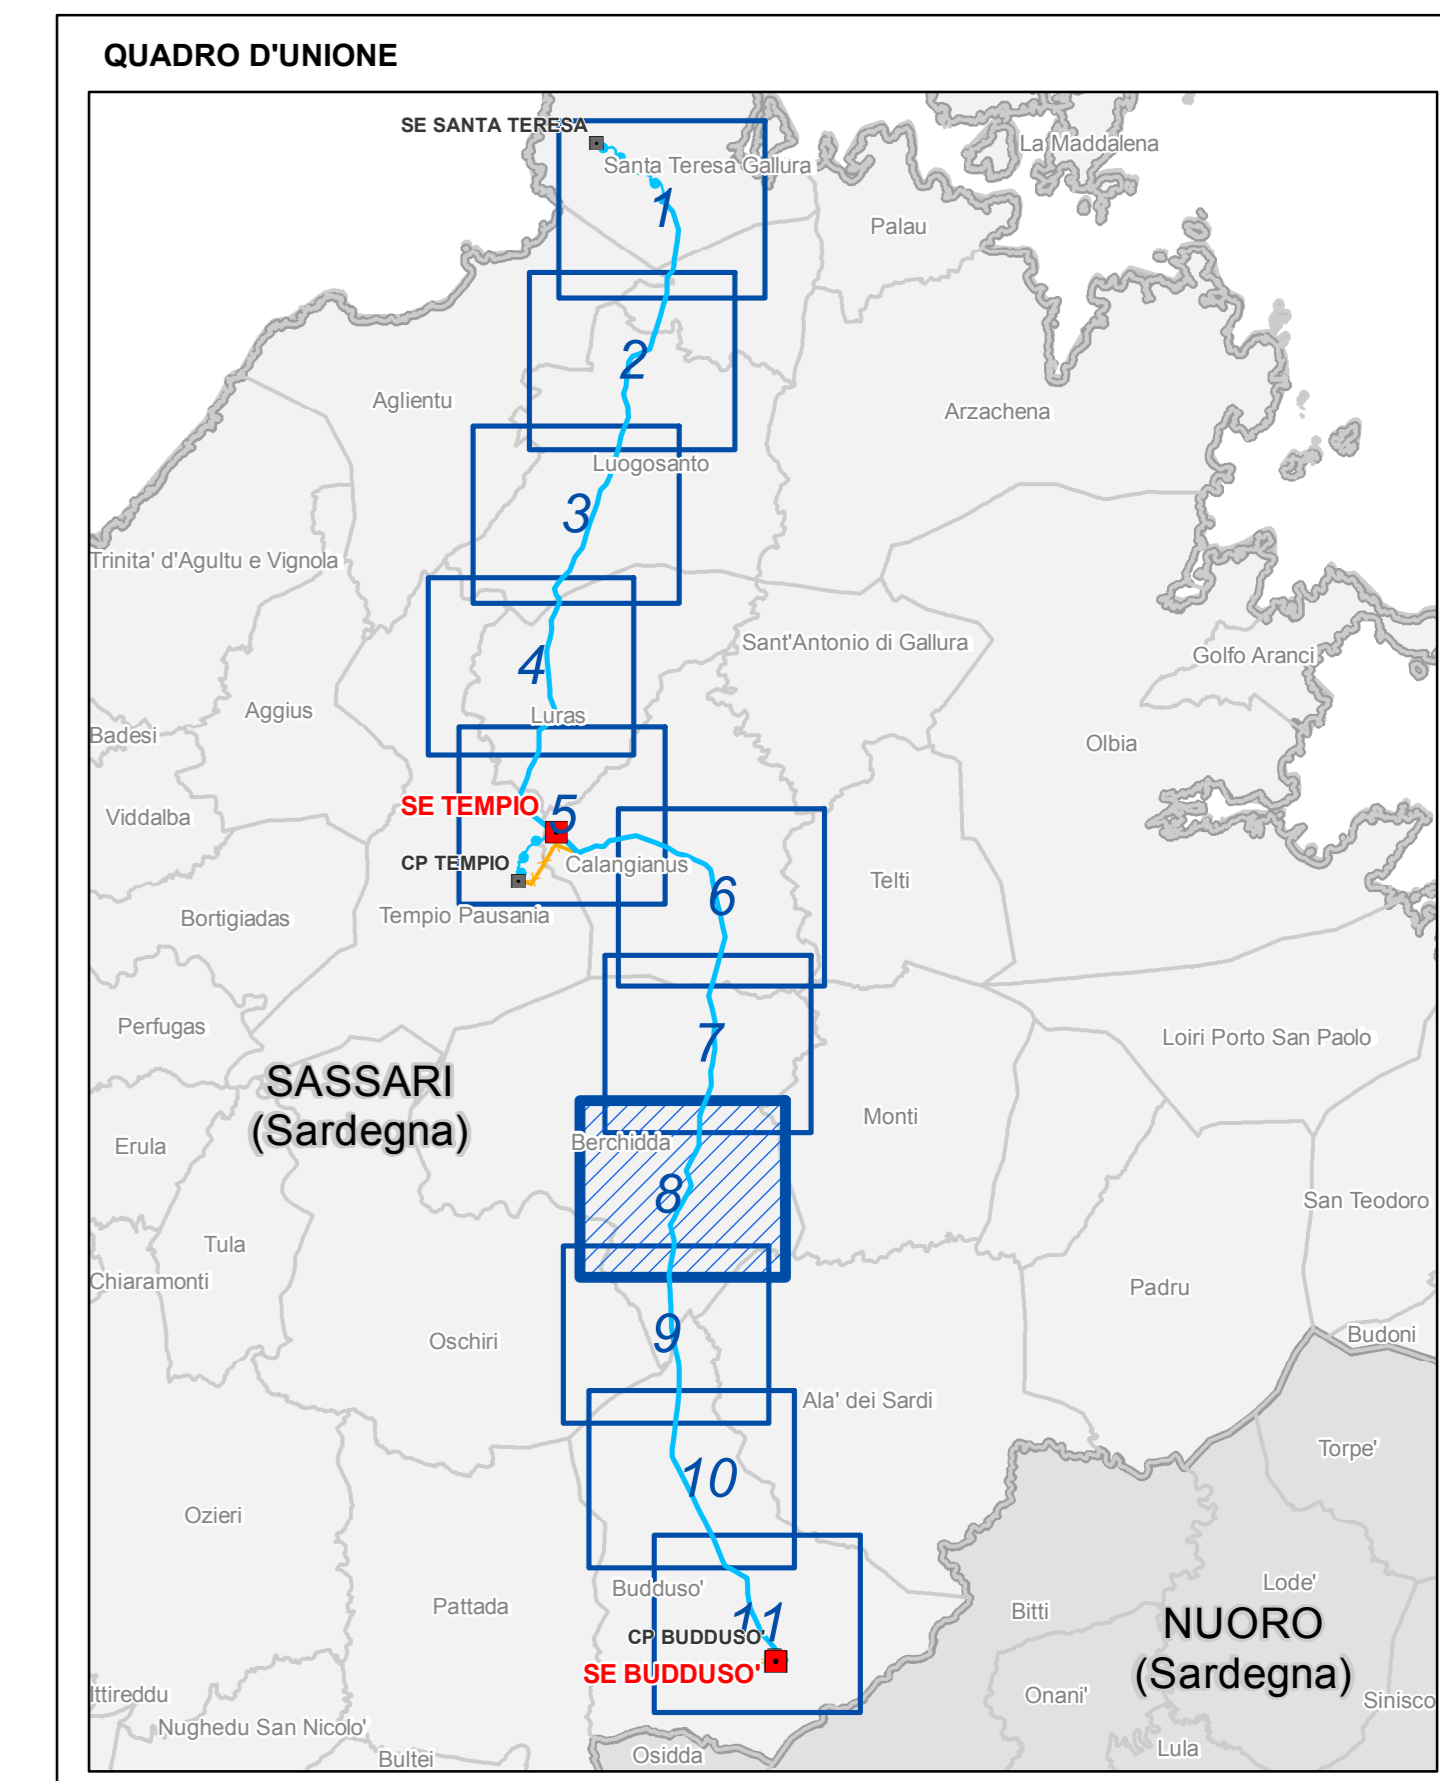 QUADRO D'UNIONE
SE SANTA TERESA
La Maddalena
Santa Teresa Gallura
1
Palau
2
Aglientu
Arzachena
Luogosanto
3
Trinita' d'Agultu e Vignola
Sant'Antonio di Gallura
Golfo Aranci
4
Aggius
Luras
Badesi
Olbia
SE TEMPIO
5
Viddalba
CP TEMPIO
Calangianus
Telti
6
Bortigiadas
Tempio Pausania
Perfugas
Loiri Porto San Paolo
7
SASSARI
(Sardegna)
Monti
Erula
Berchidda
8
San Teodoro
Tula
Chiaramonti
Padru
Budoni
9
Oschiri
Ala' dei Sardi
Torpe'
10
Ozieri
Lode'
Budduso'
Pattada
Bitti
11
NUORO
(Sardegna)
CP BUDDUSO'
SE BUDDUSO'
Ittireddu
Onani'
Sinisco
Nughedu San Nicolo'
Lula
Osidda
Bultei